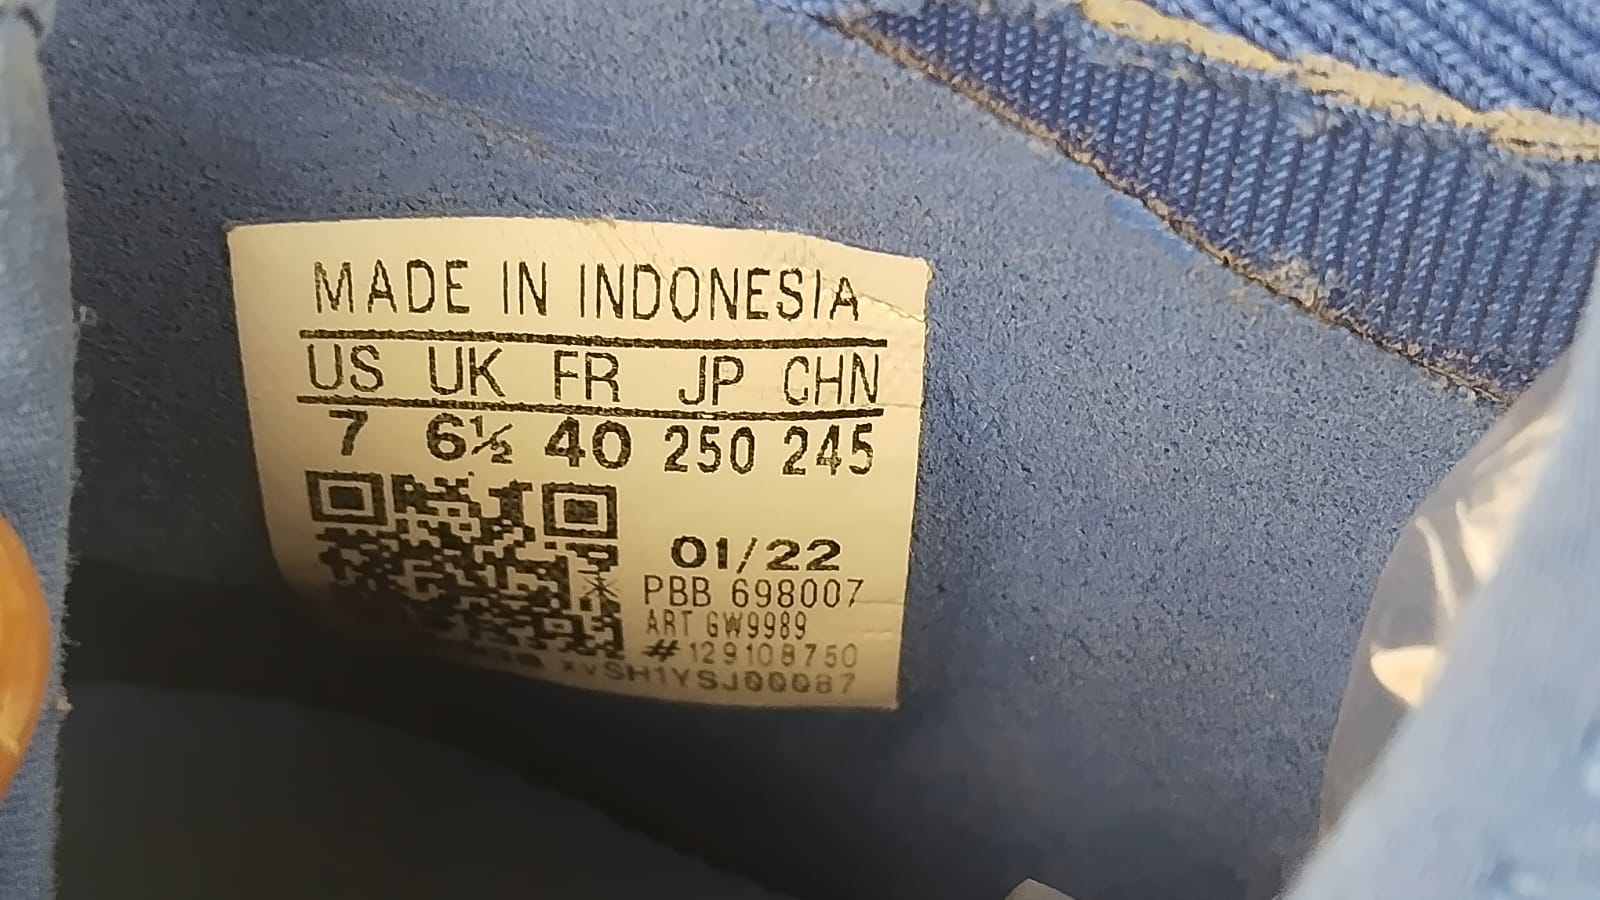 MADE IN INDONESIA
US UK FR JP CHN
7 6½ 40 250 245
01/22
PBB 698007
ART GW9989
#129108750
XVSH1YSJ00087